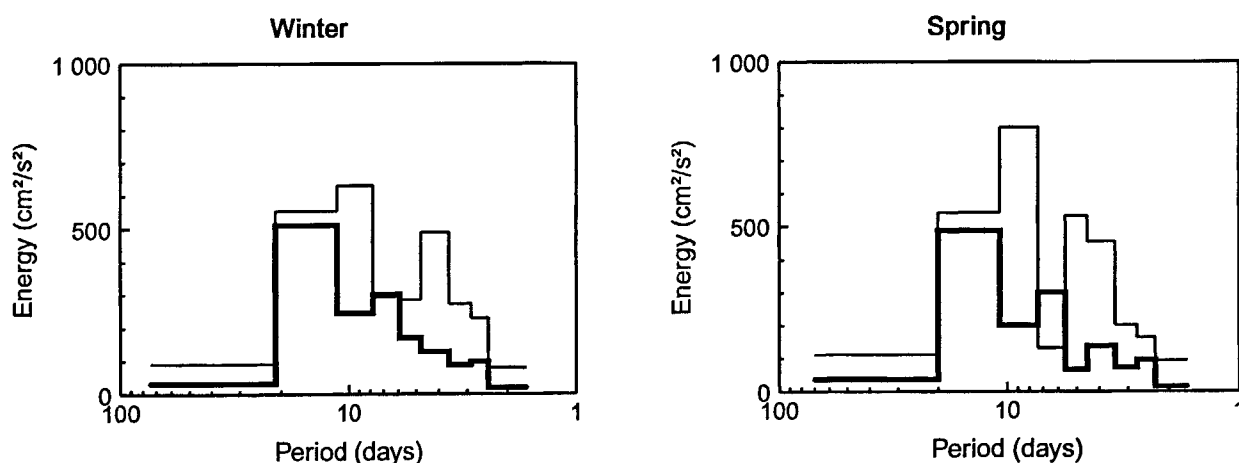 Winter
1 000
500
0
100
10
1
Energy (cm²/s²)
Period (days)
Spring
1 000
500
0
100
10
1
Energy (cm²/s²)
Period (days)